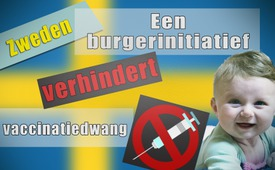 Zweden
Een
burgerinitiatief
verhindert
vaccinatiedwang